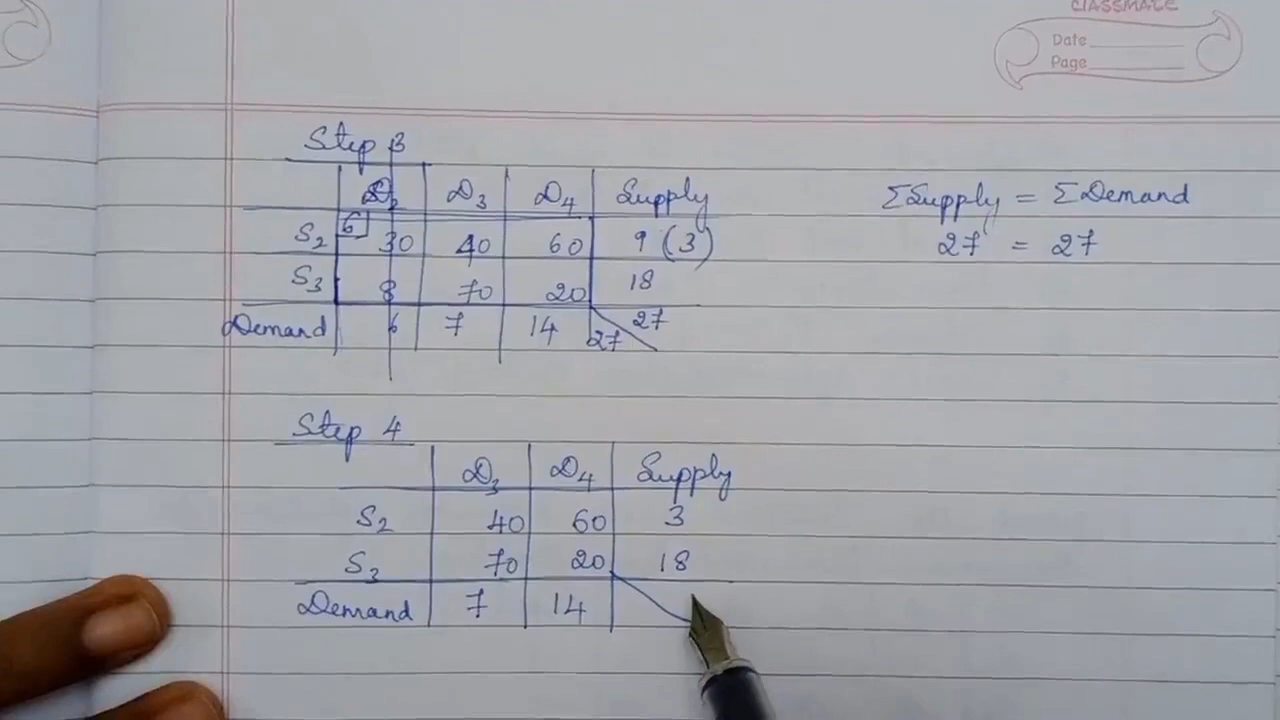 CLASSMATE
Date
Page
Step 3
D2 D3 D4 Supply
S2 6 30 40 60 9 (3)
S3 8 70 20 18
Demand 6 7 14 27 27
ΣSupply = ΣDemand
27 = 27
Step 4
D3 D4 Supply
S2 40 60 3
S3 70 20 18
Demand 7 14